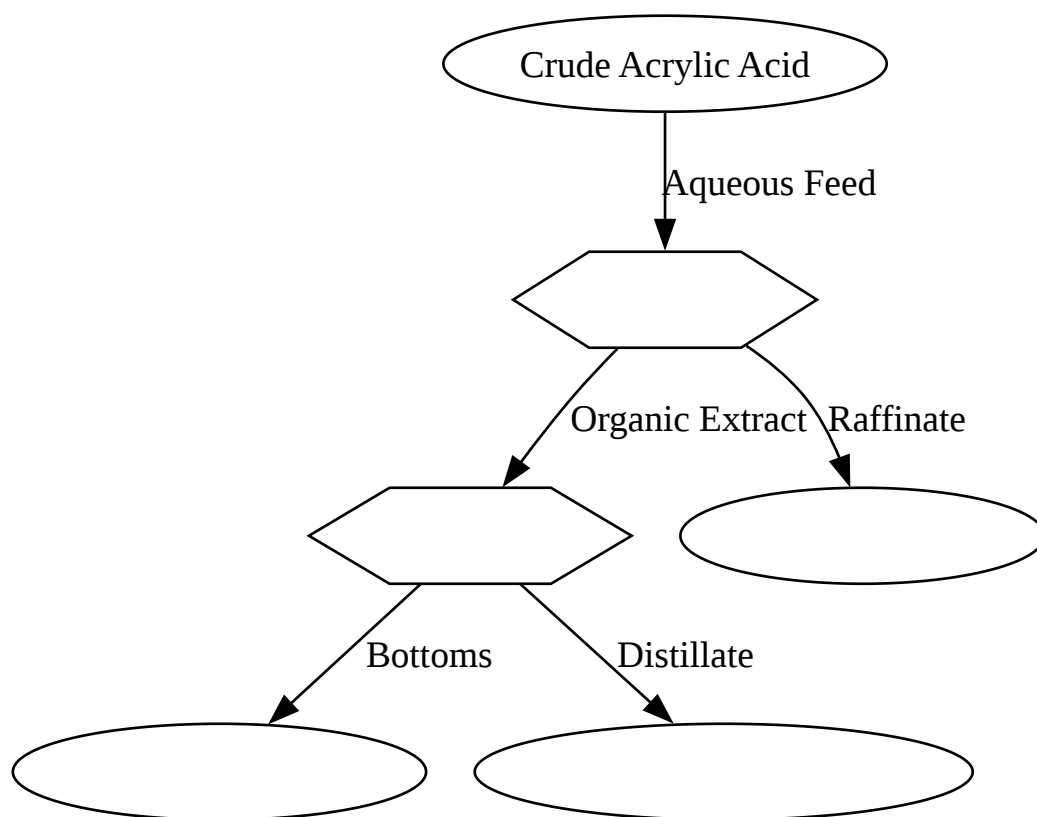 Crude Acrylic Acid
Aqueous Feed
Organic Extract
Raffinate
Bottoms
Distillate